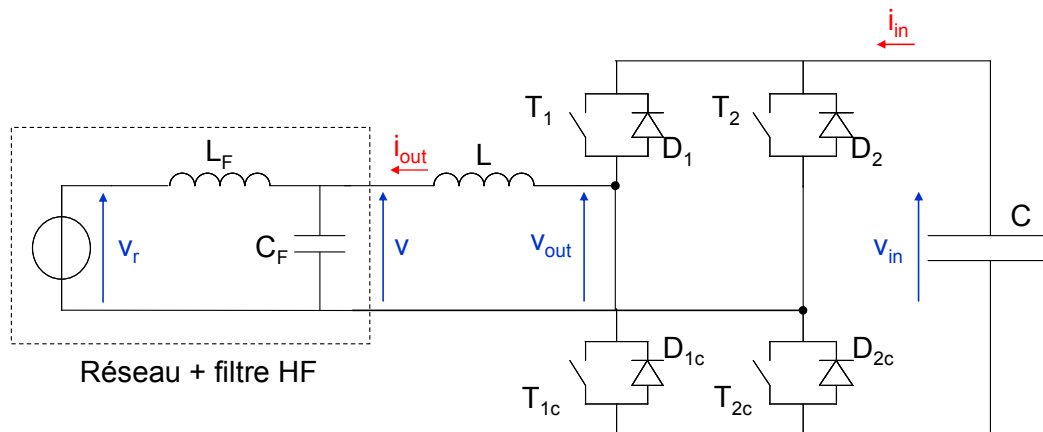 i_in
T_1
D_1
T_2
D_2
L_F
i_out
L
C
v_r
C_F
v
v_out
v_in
Réseau + filtre HF
D_1c
T_1c
D_2c
T_2c